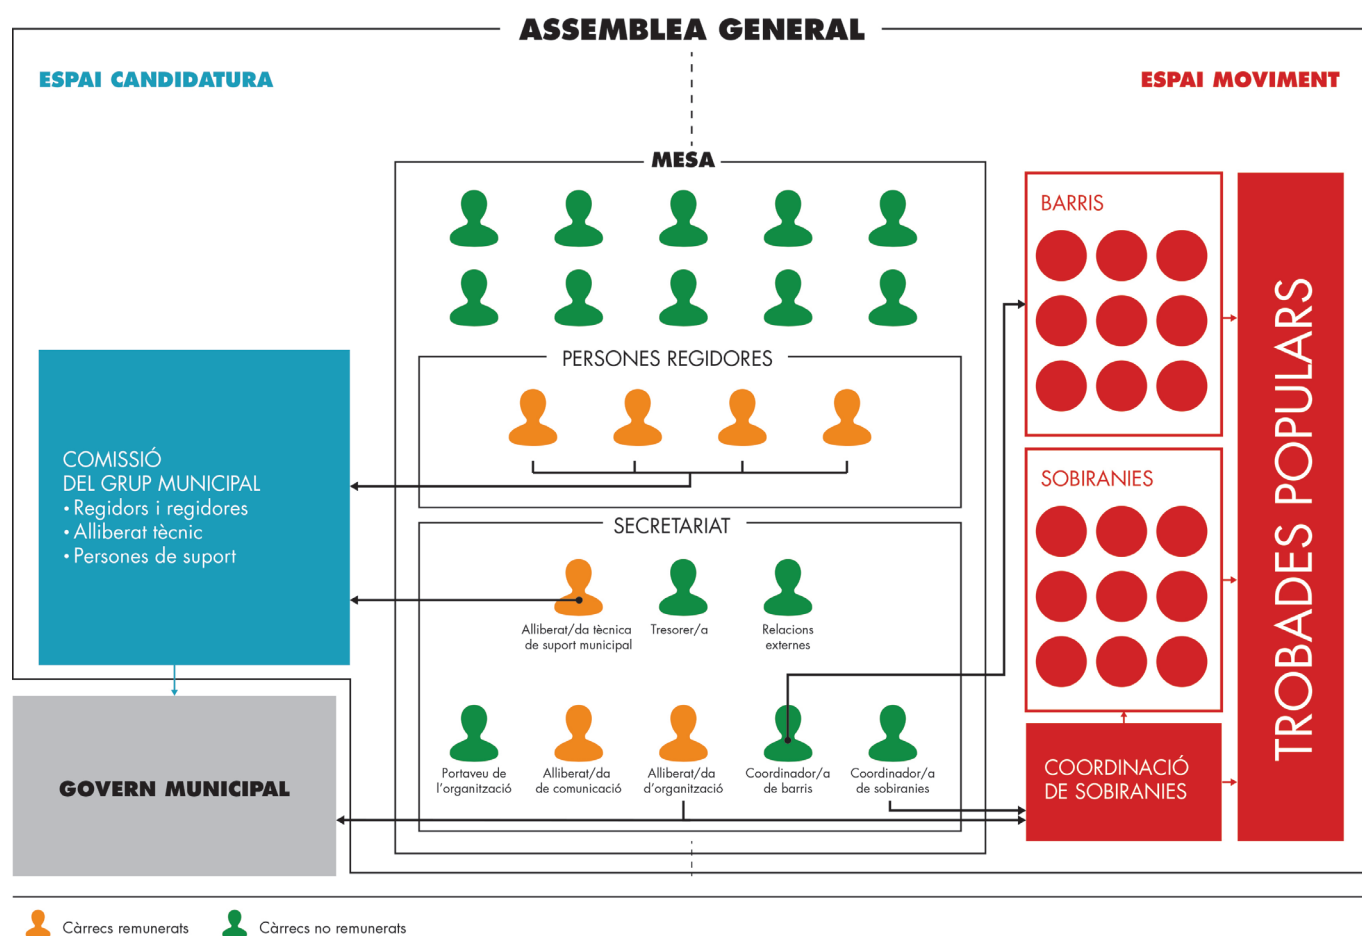 ASSEMBLEA GENERAL
ESPAI CANDIDATURA
ESPAI MOVIMENT
MESA
BARRIS
PERSONES REGIDORES
COMISSIÓ
DEL GRUP MUNICIPAL
• Regidors i regidores
• Alliberat tècnic
• Persones de suport
SOBIRANIES
TROBADES POPULARS
SECRETARIAT
Alliberat/da tècnica
de suport municipal
Tresorer/a
Relacions
externes
Portaveu de
l'organització
Alliberat/da
de comunicació
Alliberat/da
d'organització
Coordinador/a
de barris
Coordinador/a
de sobiranies
COORDINACIÓ
DE SOBIRANIES
GOVERN MUNICIPAL
Càrrecs remunerats
Càrrecs no remunerats